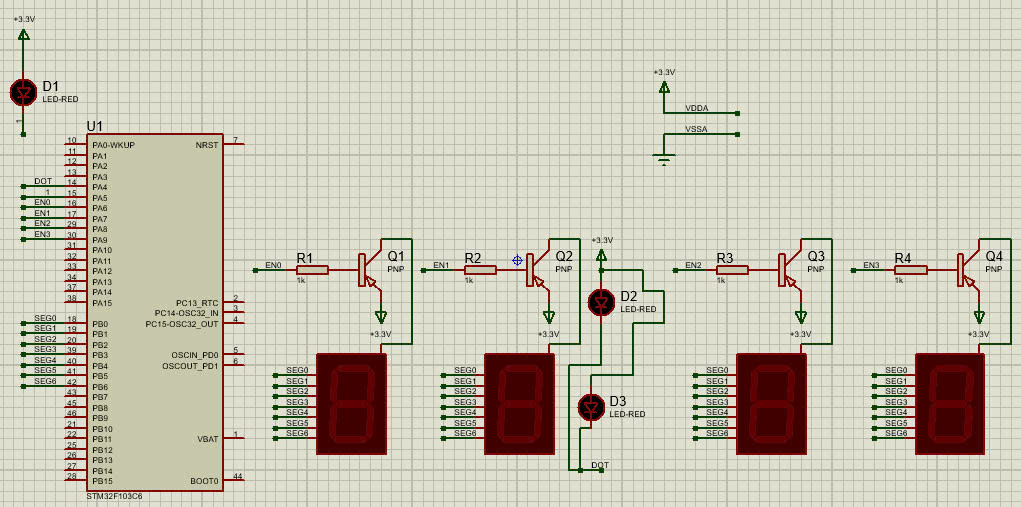 +3.3V
D1
LED-RED
1
U1
10 PA0-WKUP NRST 7
11 PA1
12 PA2
13 PA3
DOT 14 PA4
1 15 PA5
EN0 16 PA6
EN1 17 PA7
EN2 29 PA8
EN3 30 PA9
31 PA10
32 PA11
33 PA12
34 PA13
37 PA14
38 PA15
PC13_RTC 2
PC14-OSC32_IN 3
SEG0 18 PB0 PC15-OSC32_OUT 4
SEG1 19 PB1
SEG2 20 PB2
SEG3 39 PB3 OSCIN_PD0 5
SEG4 40 PB4 OSCOUT_PD1 6
SEG5 41 PB5
SEG6 42 PB6
43 PB7
45 PB8
46 PB9
21 PB10
22 PB11 VBAT 1
25 PB12
26 PB13
27 PB14
28 PB15 BOOT0 44
STM32F103C6
+3.3V
VDDA
VSSA
EN0
R1
1k
Q1
PNP
+3.3V
SEG0
SEG1
SEG2
SEG3
SEG4
SEG5
SEG6
EN1
R2
1k
Q2
PNP
+3.3V
SEG0
SEG1
SEG2
SEG3
SEG4
SEG5
SEG6
+3.3V
D2
LED-RED
D3
LED-RED
DOT
EN2
R3
1k
Q3
PNP
+3.3V
SEG0
SEG1
SEG2
SEG3
SEG4
SEG5
SEG6
EN3
R4
1k
Q4
PNP
+3.3V
SEG0
SEG1
SEG2
SEG3
SEG4
SEG5
SEG6